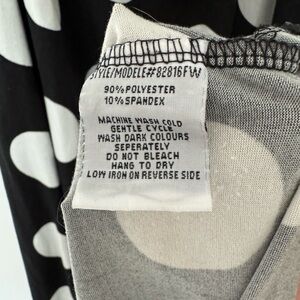 STYLE/MODELE#82816FW
90%POLYESTER
10%SPANDEX
MACHINE WASH COLD
GENTLE CYCLE
WASH DARK COLOURS
SEPERATELY
DO NOT BLEACH
HANG TO DRY
LOW IRON ON REVERSE SIDE